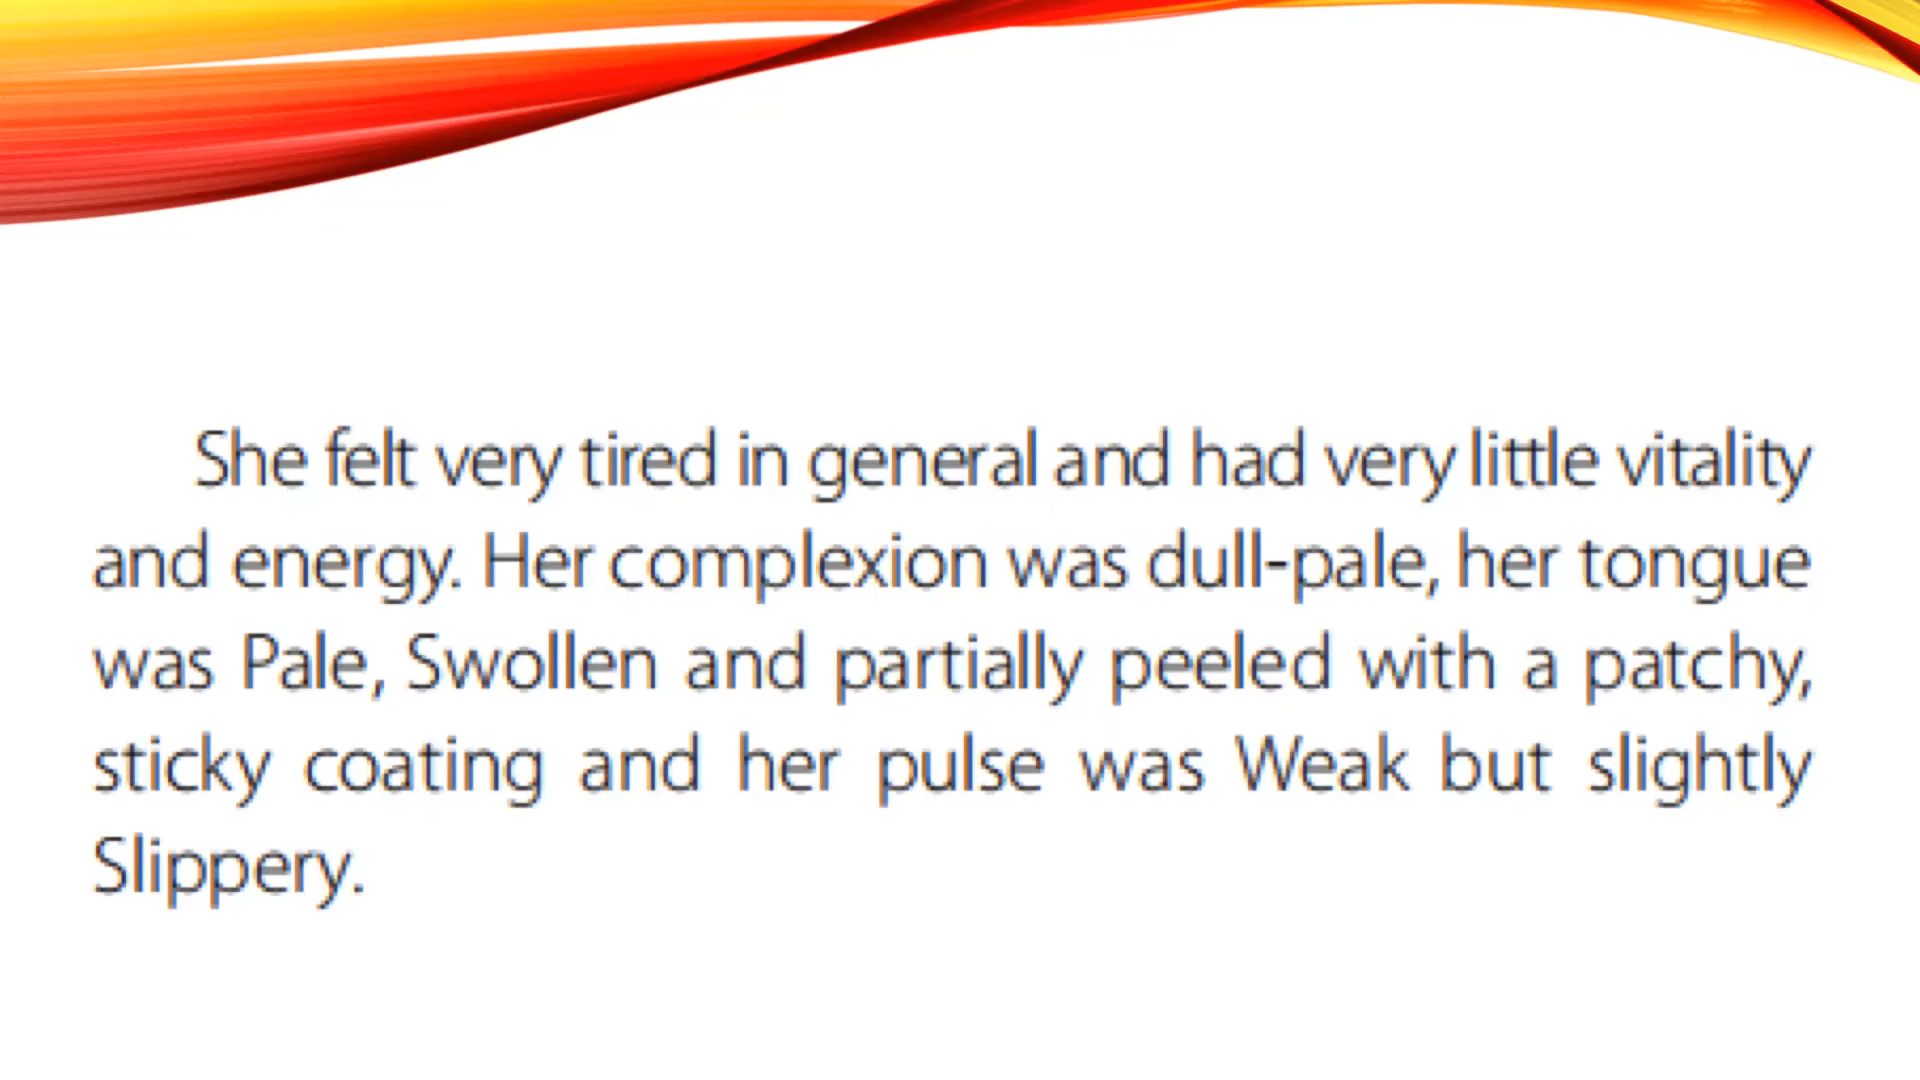 She felt very tired in general and had very little vitality
and energy. Her complexion was dull-pale, her tongue
was Pale, Swollen and partially peeled with a patchy,
sticky coating and her pulse was Weak but slightly
Slippery.